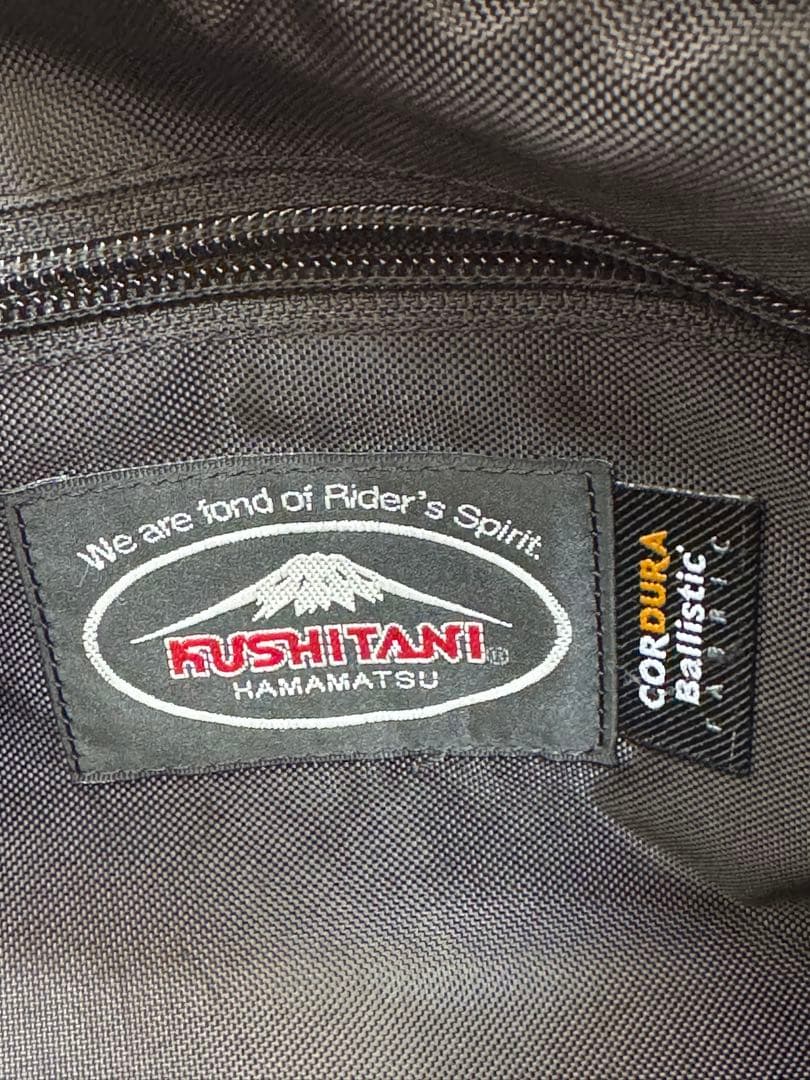 We are fond of Rider's Spirit.
KUSHITANI®
HAMAMATSU
CORDURA
Ballistic
FABRIC